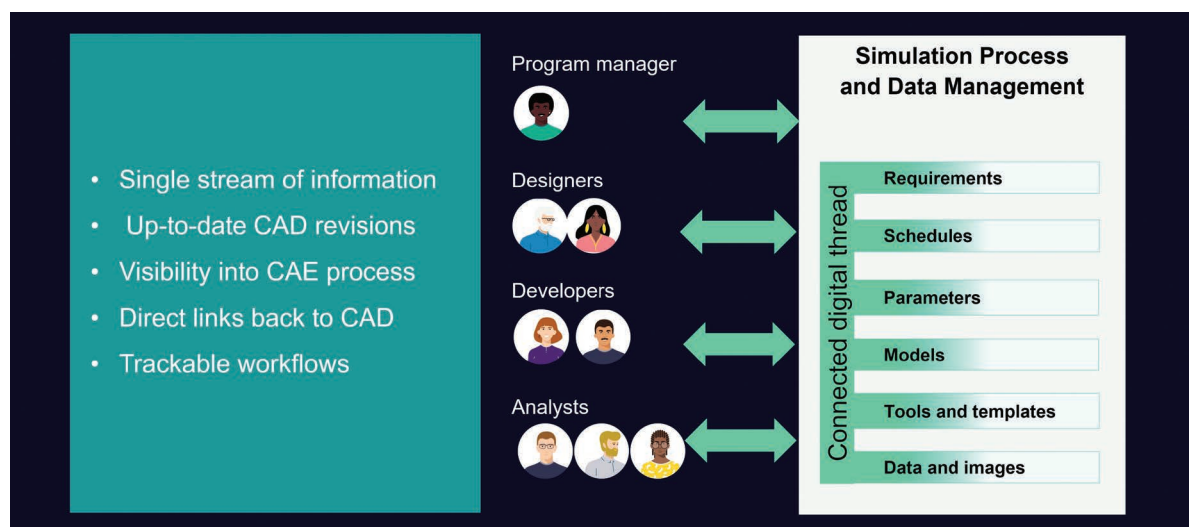 • Single stream of information
• Up-to-date CAD revisions
• Visibility into CAE process
• Direct links back to CAD
• Trackable workflows
Program manager
Designers
Developers
Analysts
Simulation Process
and Data Management
Connected digital thread
Requirements
Schedules
Parameters
Models
Tools and templates
Data and images